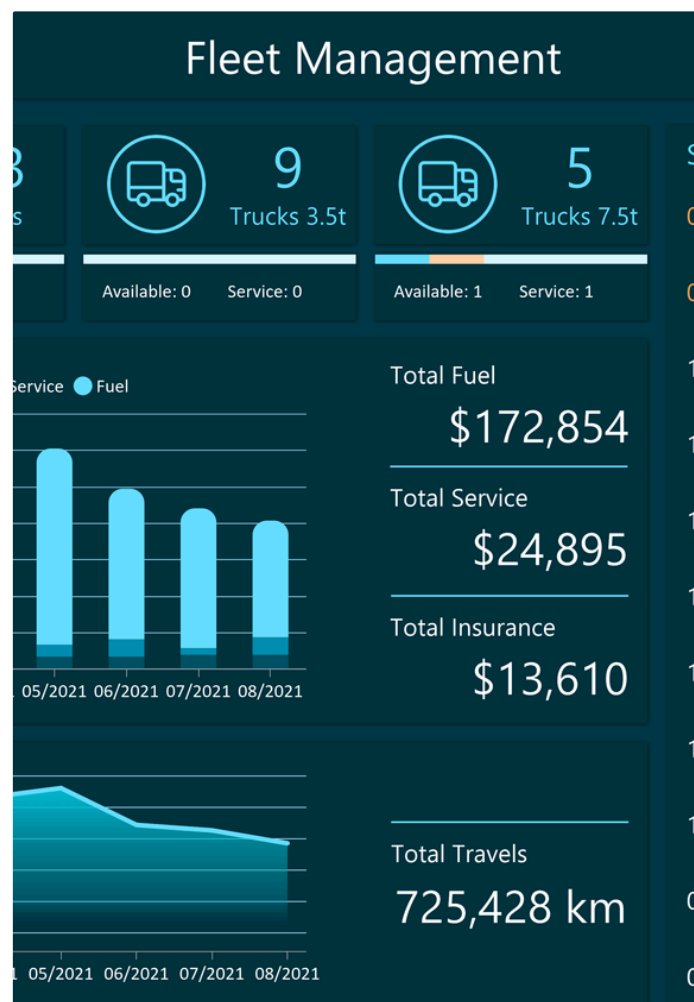 Fleet Management
9
Trucks 3.5t
Available: 0 Service: 0
5
Trucks 7.5t
Available: 1 Service: 1
Service Fuel
05/2021 06/2021 07/2021 08/2021
Total Fuel
$172,854
Total Service
$24,895
Total Insurance
$13,610
05/2021 06/2021 07/2021 08/2021
Total Travels
725,428 km